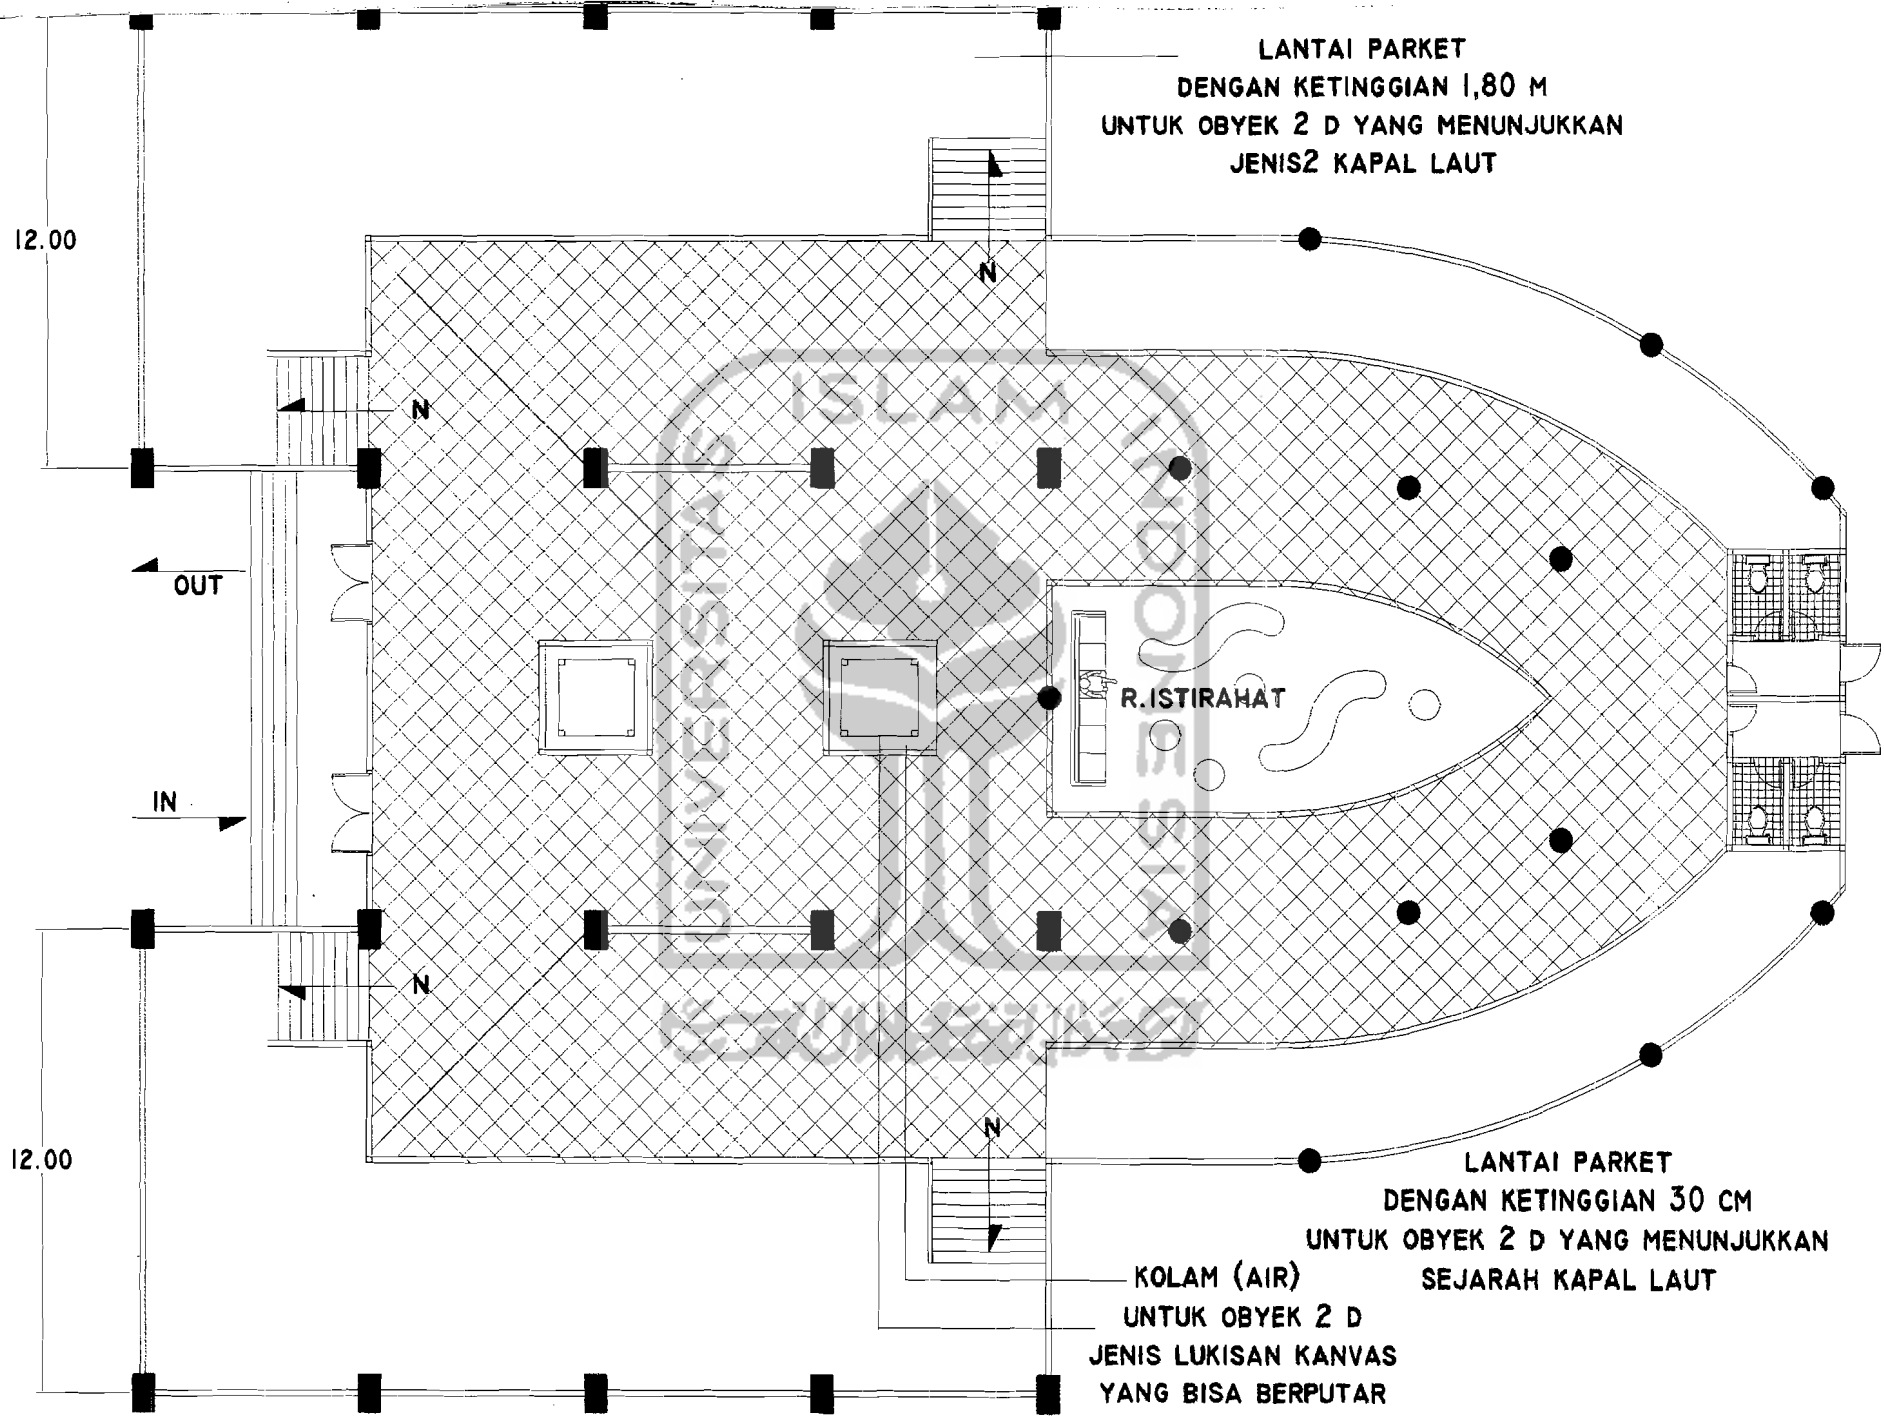 LANTAI PARKET
DENGAN KETINGGIAN 1,80 M
UNTUK OBYEK 2 D YANG MENUNJUKKAN
JENIS2 KAPAL LAUT
12.00
N
N
ISLAM
UNIVERSITAS
INDONESIA
OUT
R.ISTIRAHAT
IN
N
N
12.00
LANTAI PARKET
DENGAN KETINGGIAN 30 CM
UNTUK OBYEK 2 D YANG MENUNJUKKAN
SEJARAH KAPAL LAUT
KOLAM (AIR)
UNTUK OBYEK 2 D
JENIS LUKISAN KANVAS
YANG BISA BERPUTAR